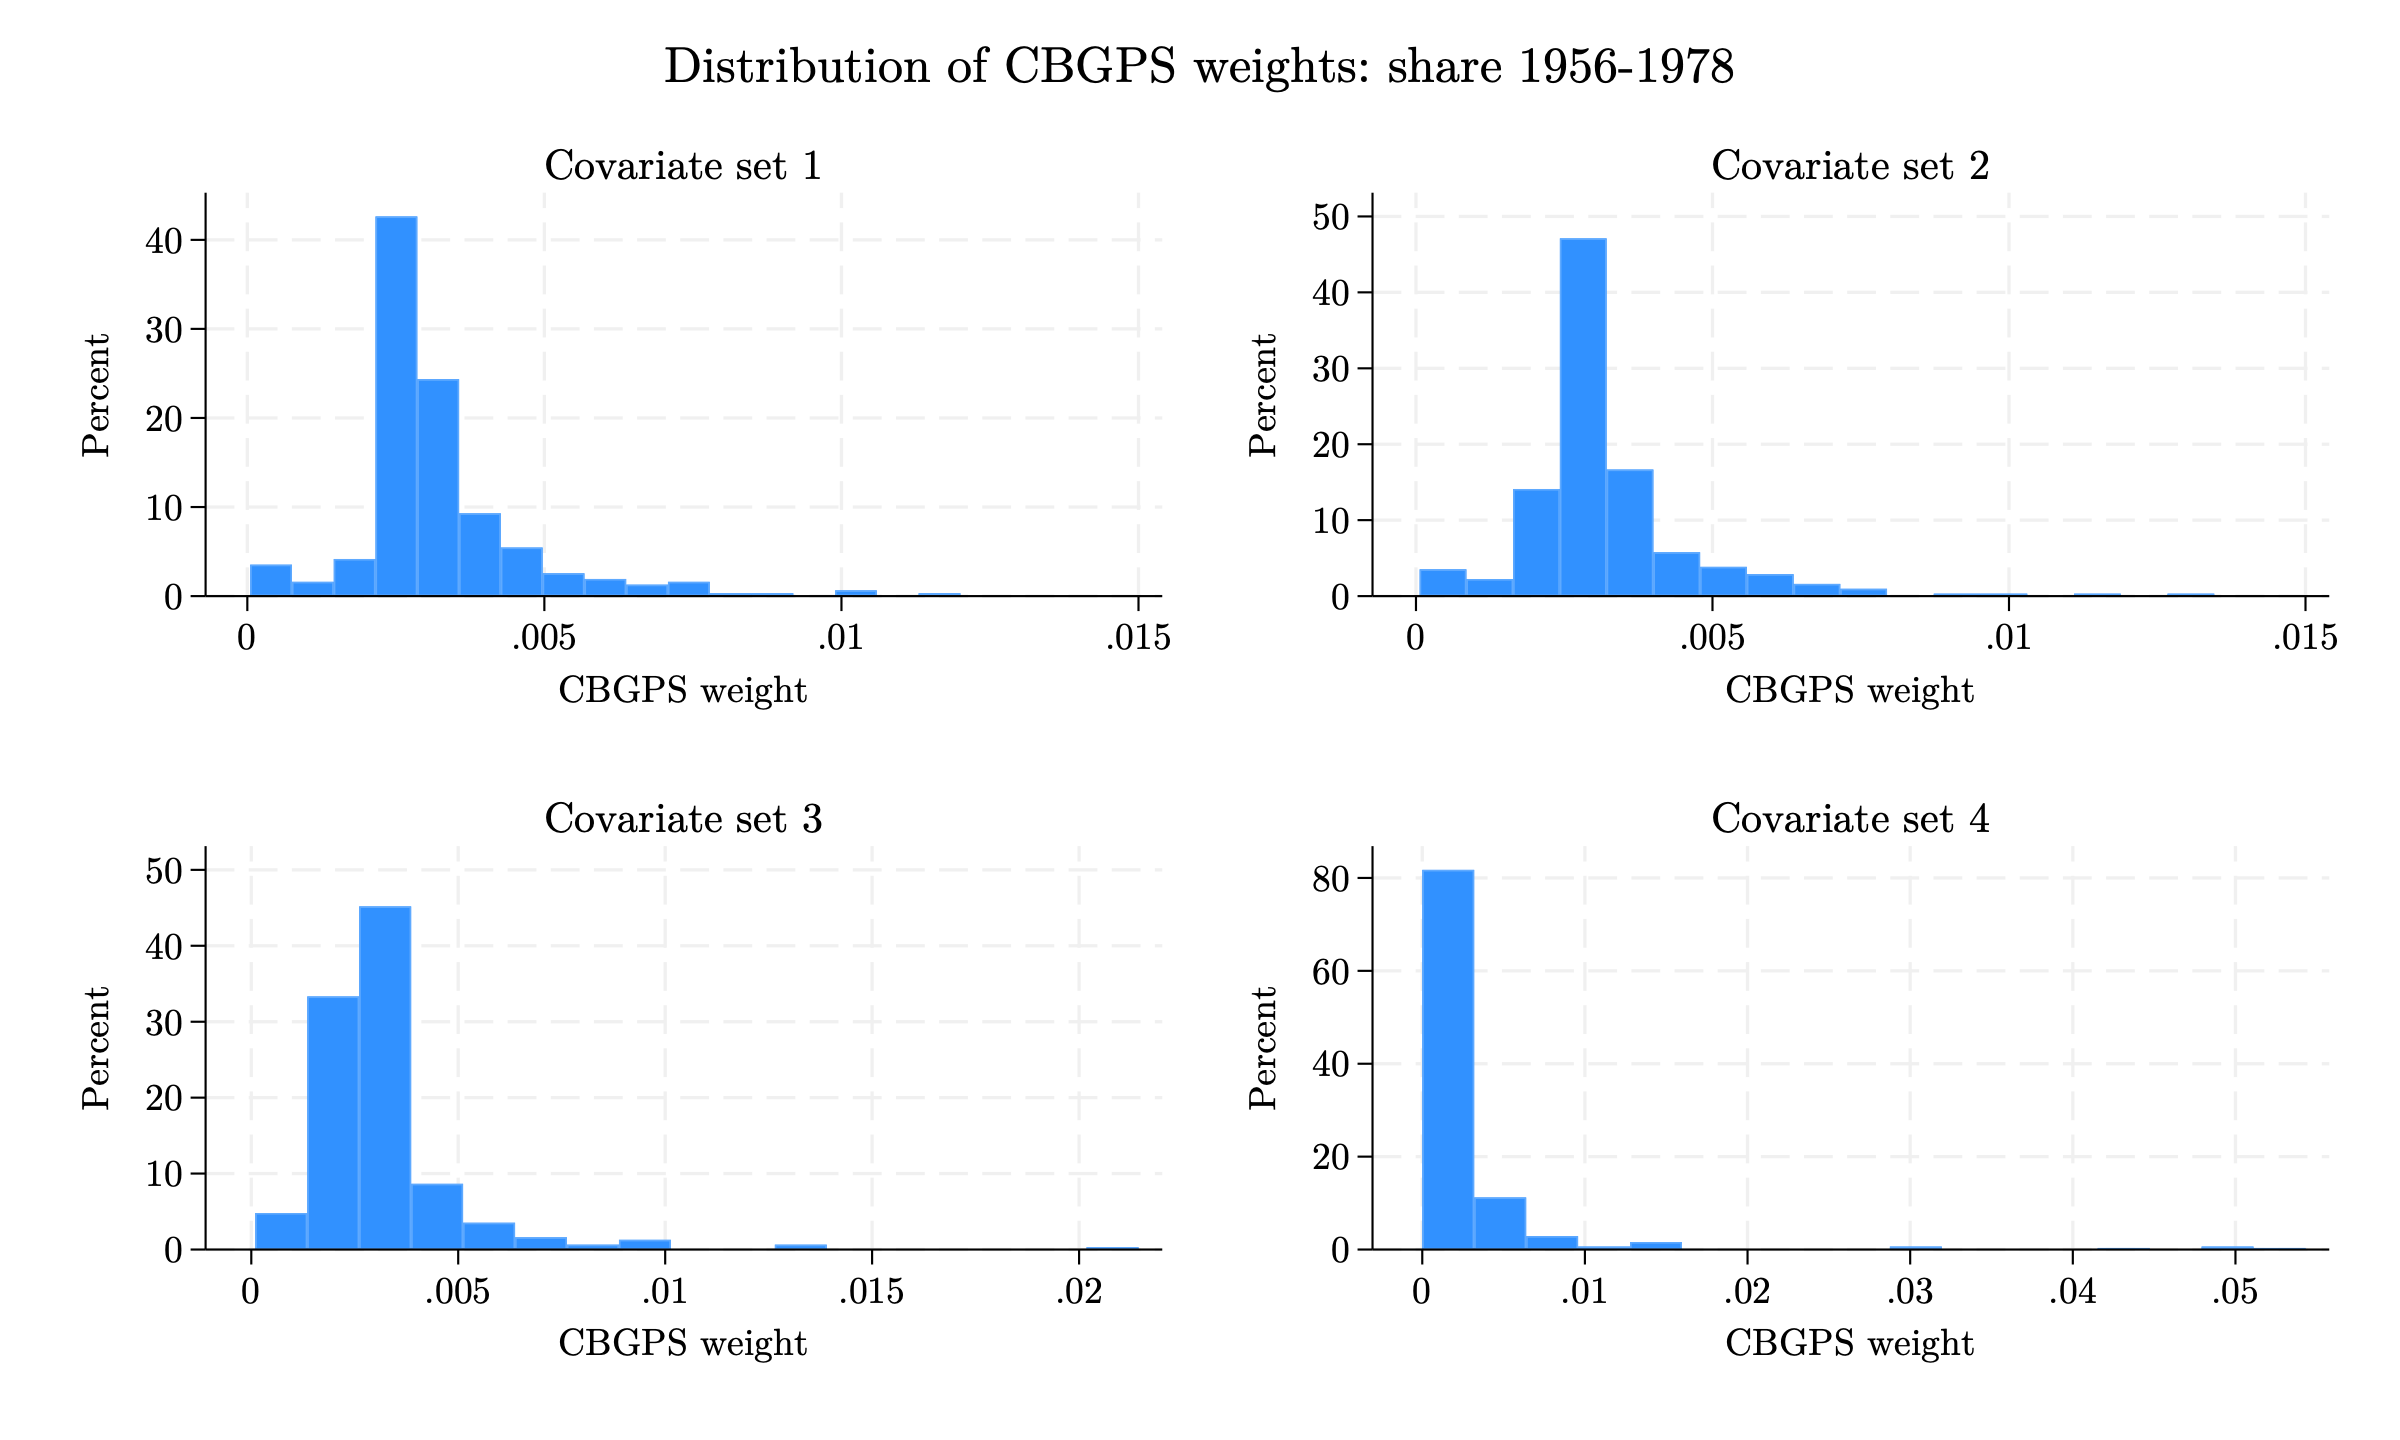 Distribution of CBGPS weights: share 1956-1978
Covariate set 1
Percent
40
30
20
10
0
0 .005 .01 .015
CBGPS weight
Covariate set 2
Percent
50
40
30
20
10
0
0 .005 .01 .015
CBGPS weight
Covariate set 3
Percent
50
40
30
20
10
0
0 .005 .01 .015 .02
CBGPS weight
Covariate set 4
Percent
80
60
40
20
0
0 .01 .02 .03 .04 .05
CBGPS weight